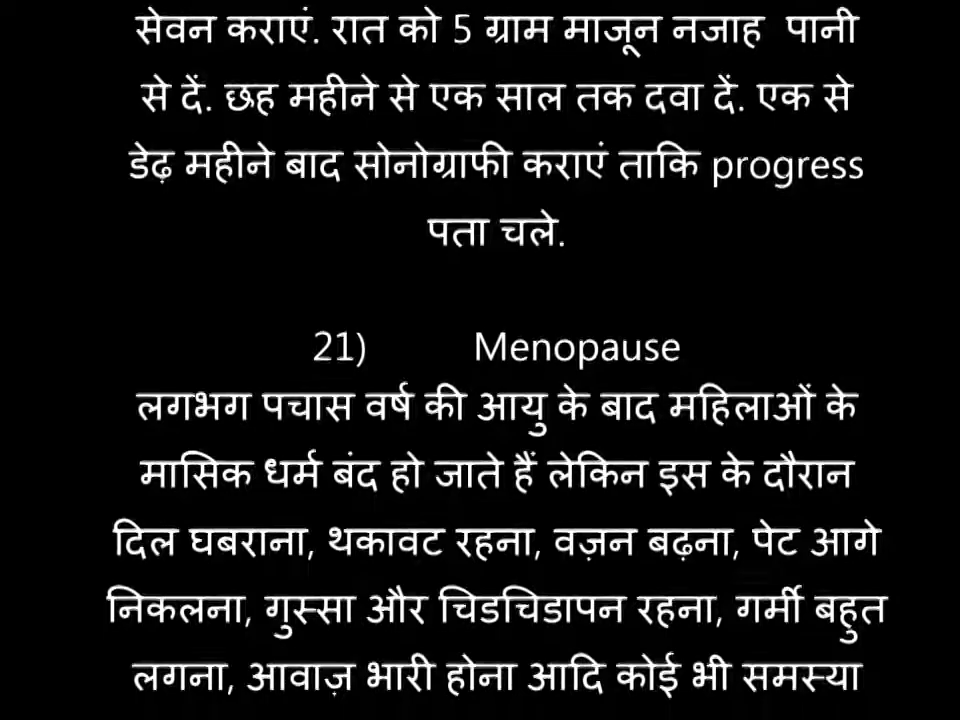 सेवन कराएं. रात को 5 ग्राम माजून नजाह पानी
से दें. छह महीने से एक साल तक दवा दें. एक से
डेढ़ महीने बाद सोनोग्राफी कराएं ताकि progress
पता चले.
21) Menopause
लगभग पचास वर्ष की आयु के बाद महिलाओं के
मासिक धर्म बंद हो जाते हैं लेकिन इस के दौरान
दिल घबराना, थकावट रहना, वज़न बढ़ना, पेट आगे
निकलना, गुस्सा और चिडचिडापन रहना, गर्मी बहुत
लगना, आवाज़ भारी होना आदि कोई भी समस्या